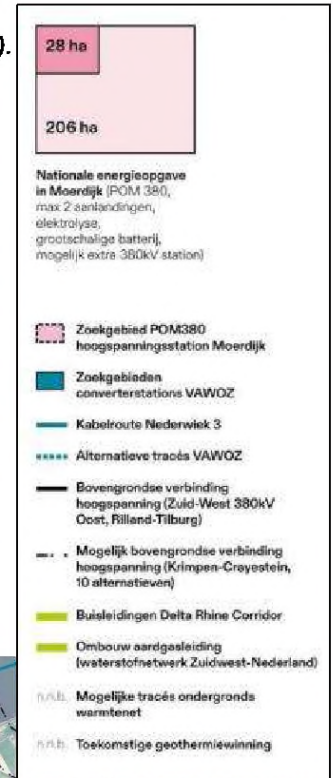 ).
28 ha
206 ha
Nationale energieopgave
in Moerdijk (POM 380,
max 2 aanlandingen,
elektrolyse,
grootschalige batterij,
mogelijk extra 380kV station)
Zoekgebied POM380
hoogspanningsstation Moerdijk
Zoekgebieden
converterstations VAWOZ
Kabelroute Nederwiek 3
Alternatieve tracés VAWOZ
Bovengrondse verbinding
hoogspanning (Zuid-West 380kV
Oost, Rilland-Tilburg)
Mogelijk bovengrondse verbinding
hoogspanning (Krimpen-Crayestein,
10 alternatieven)
Buisleidingen Delta Rhine Corridor
Ombouw aardgasleiding
(waterstofnetwerk Zuidwest-Nederland)
n.n.b. Mogelijke tracés ondergronds
warmtenet
n.n.b. Toekomstige geothermiewinning